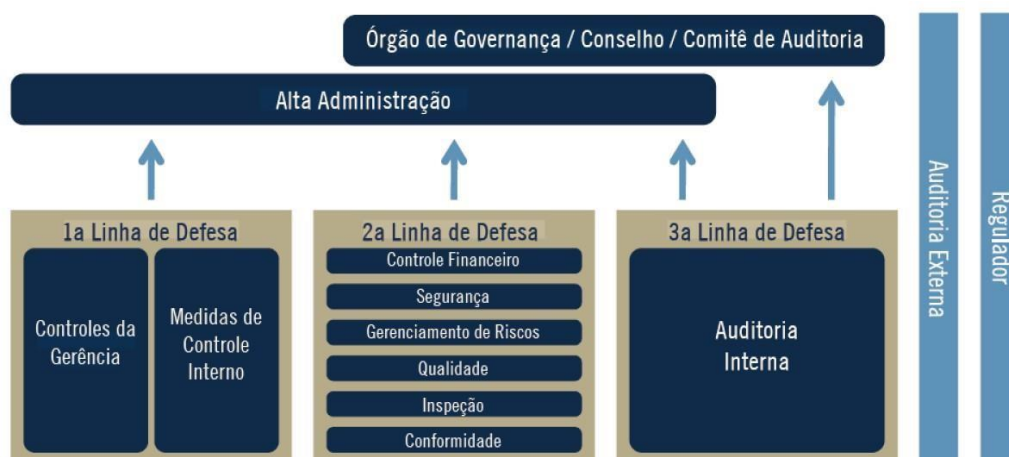 Órgão de Governança / Conselho / Comitê de Auditoria
Alta Administração
1a Linha de Defesa
Controles da
Gerência
Medidas de
Controle
Interno
2a Linha de Defesa
Controle Financeiro
Segurança
Gerenciamento de Riscos
Qualidade
Inspeção
Conformidade
3a Linha de Defesa
Auditoria
Interna
Auditoria Externa
Regulador